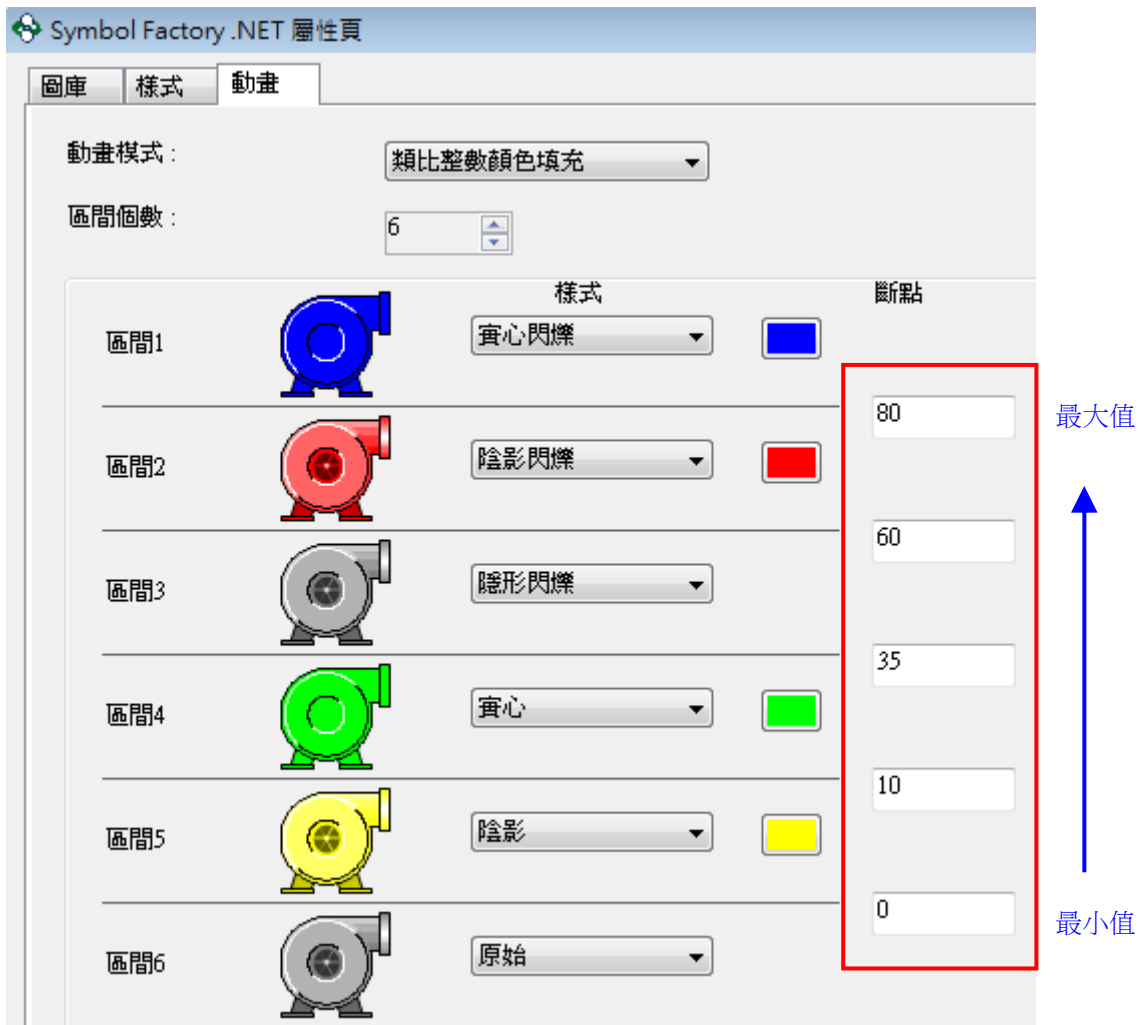 Symbol Factory .NET 屬性頁
圖庫 樣式 動畫
動畫模式 : 類比整數顏色填充
區間個數 : 6
樣式 斷點
區間1 實心閃爍
80 最大值
區間2 陰影閃爍
60
區間3 隱形閃爍
35
區間4 實心
10
區間5 陰影
0 最小值
區間6 原始